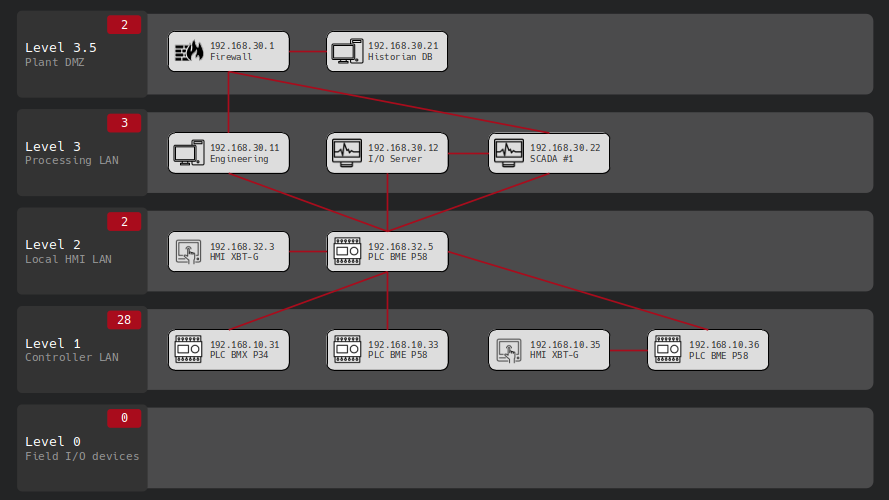 2
Level 3.5
Plant DMZ
192.168.30.1
Firewall
192.168.30.21
Historian DB
3
Level 3
Processing LAN
192.168.30.11
Engineering
192.168.30.12
I/O Server
192.168.30.22
SCADA #1
2
Level 2
Local HMI LAN
192.168.32.3
HMI XBT-G
192.168.32.5
PLC BME P58
28
Level 1
Controller LAN
192.168.10.31
PLC BMX P34
192.168.10.33
PLC BME P58
192.168.10.35
HMI XBT-G
192.168.10.36
PLC BME P58
0
Level 0
Field I/O devices